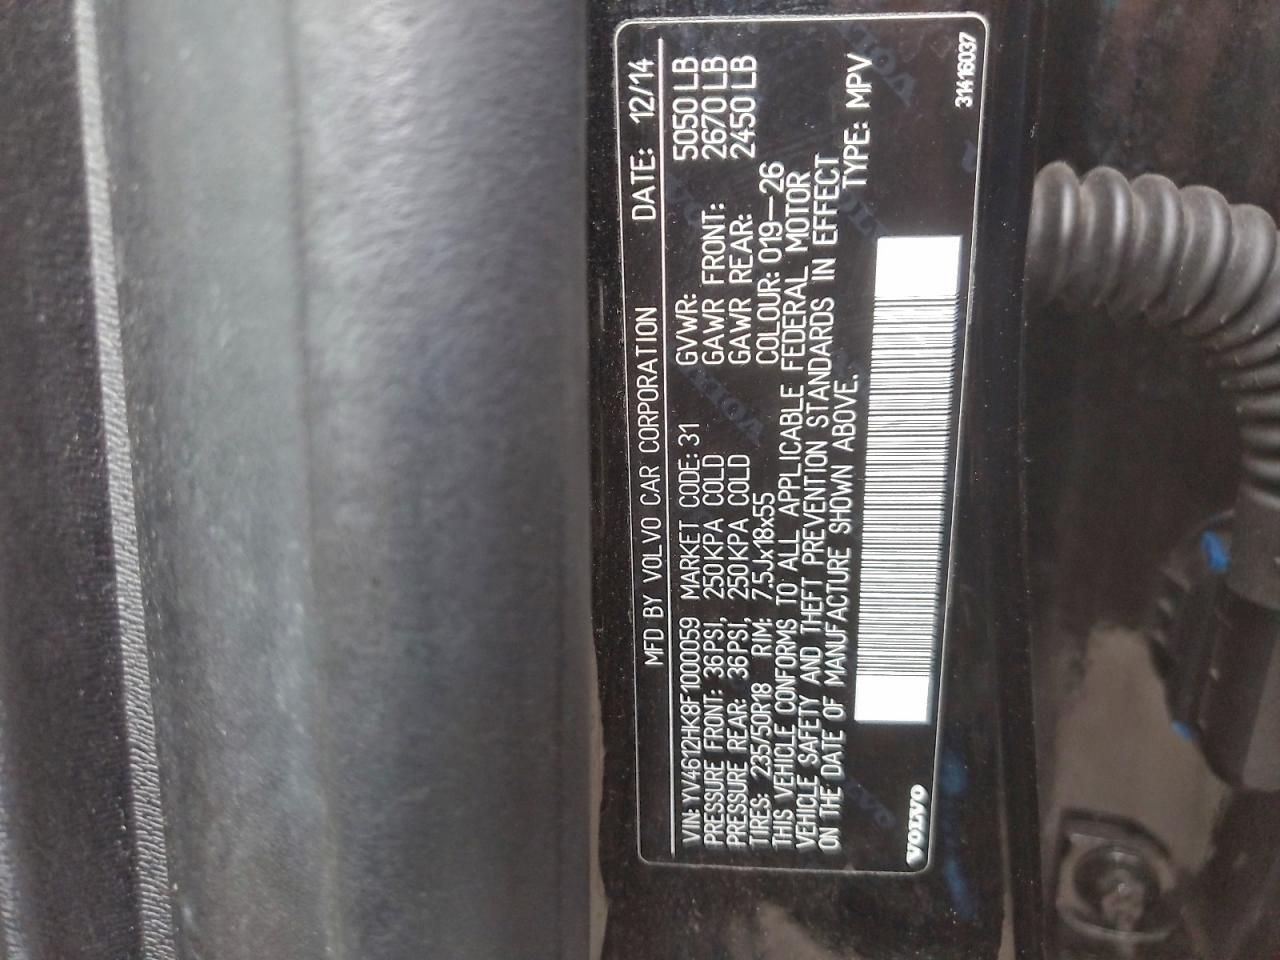 MFD BY VOLVO CAR CORPORATION DATE: 12/14
VIN: YV4612HK8F1000059 MARKET CODE: 31 GVWR: 5050 LB
PRESSURE FRONT: 36PSI, 250KPA COLD GAWR FRONT: 2670 LB
PRESSURE REAR: 36PSI, 250KPA COLD GAWR REAR: 2450 LB
TIRES: 235/50R18 RIM: 7.5Jx18x55 COLOUR: 019-26
THIS VEHICLE CONFORMS TO ALL APPLICABLE FEDERAL MOTOR
VEHICLE SAFETY AND THEFT PREVENTION STANDARDS IN EFFECT
ON THE DATE OF MANUFACTURE SHOWN ABOVE. TYPE: MPV
VOLVO 31416037